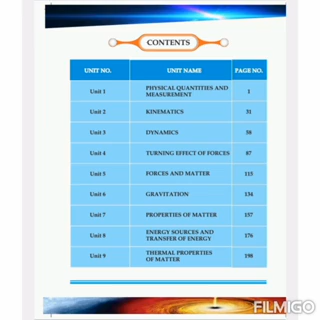 CONTENTS
UNIT NO. UNIT NAME PAGE NO.
Unit 1 PHYSICAL QUANTITIES AND MEASUREMENT 1
Unit 2 KINEMATICS 31
Unit 3 DYNAMICS 58
Unit 4 TURNING EFFECT OF FORCES 87
Unit 5 FORCES AND MATTER 115
Unit 6 GRAVITATION 134
Unit 7 PROPERTIES OF MATTER 157
Unit 8 ENERGY SOURCES AND TRANSFER OF ENERGY 176
Unit 9 THERMAL PROPERTIES OF MATTER 198
FILMIGO